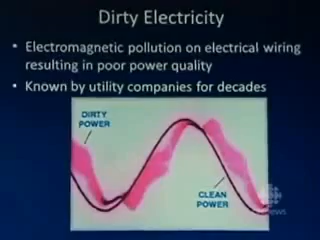 Dirty Electricity
• Electromagnetic pollution on electrical wiring
resulting in poor power quality
• Known by utility companies for decades
DIRTY
POWER
CLEAN
POWER
news